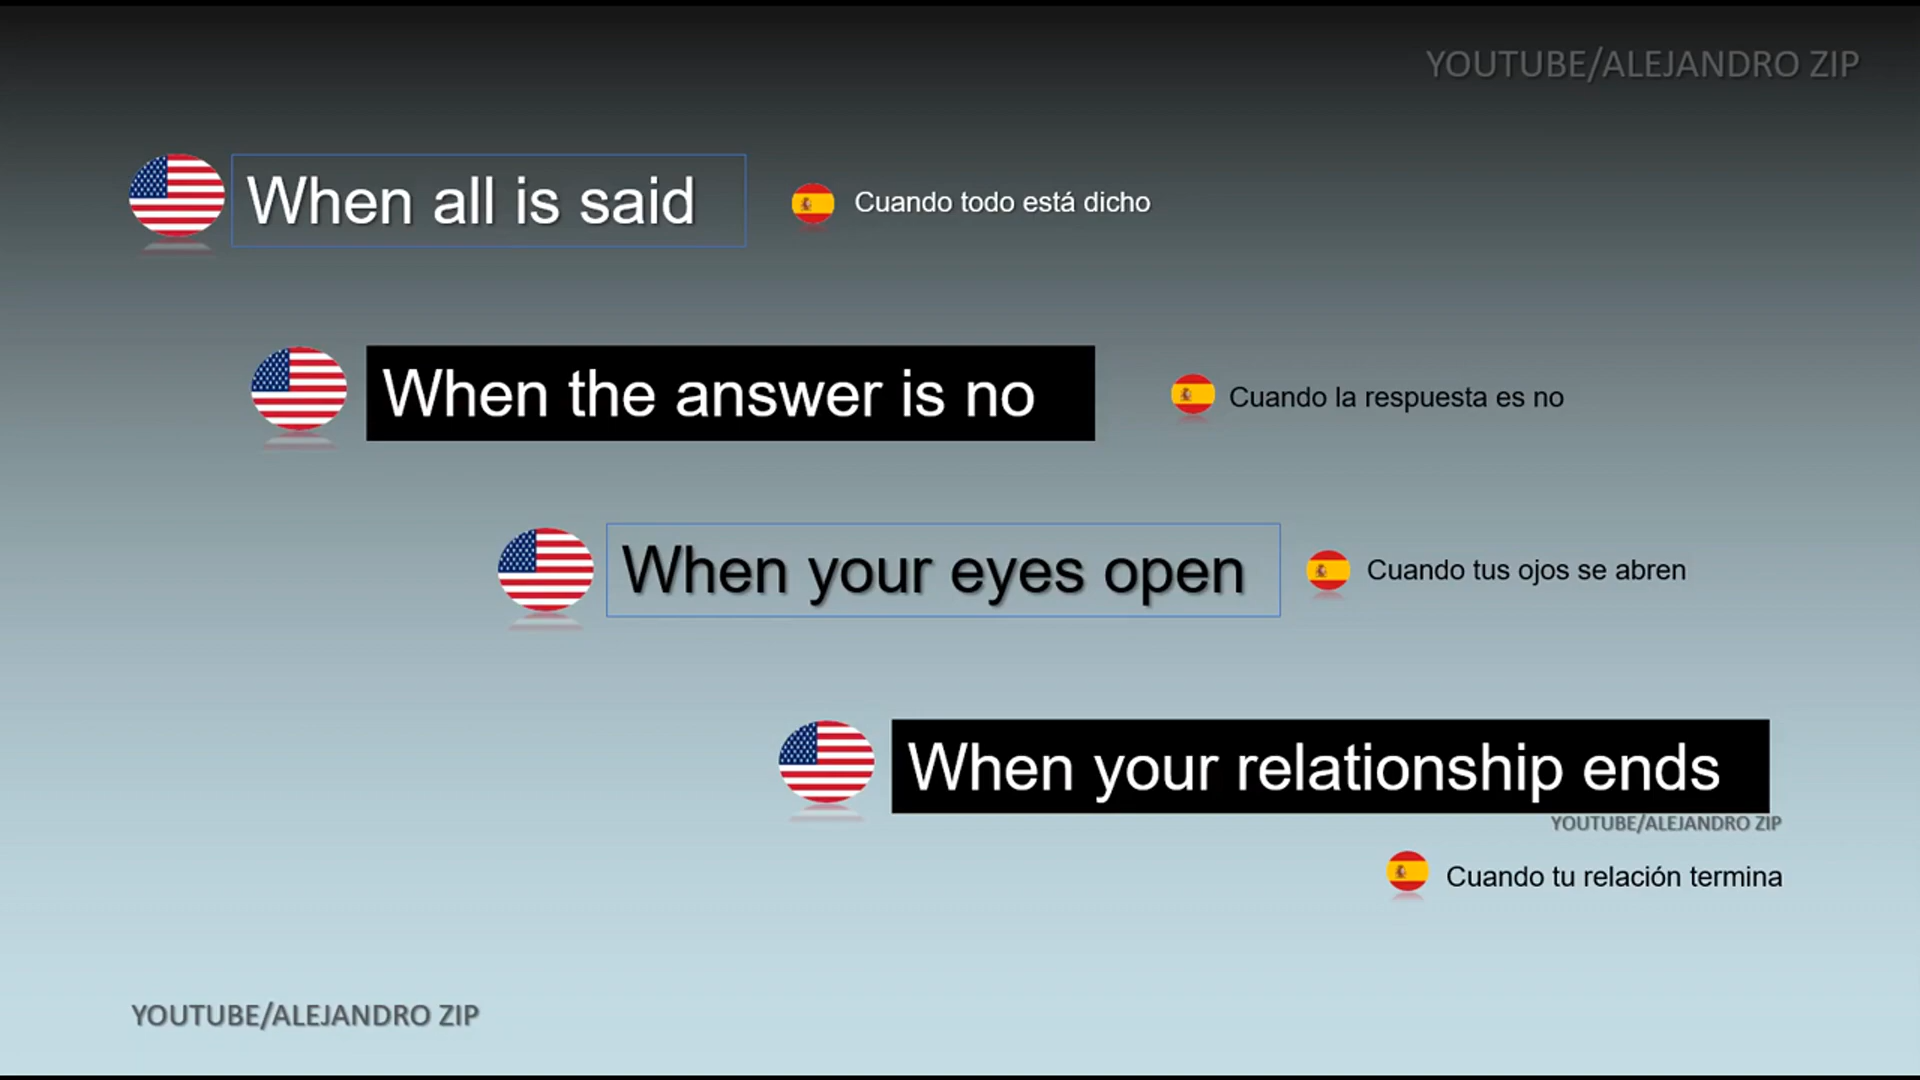 YOUTUBE/ALEJANDRO ZIP
When all is said
Cuando todo está dicho
When the answer is no
Cuando la respuesta es no
When your eyes open
Cuando tus ojos se abren
When your relationship ends
YOUTUBE/ALEJANDRO ZIP
Cuando tu relación termina
YOUTUBE/ALEJANDRO ZIP